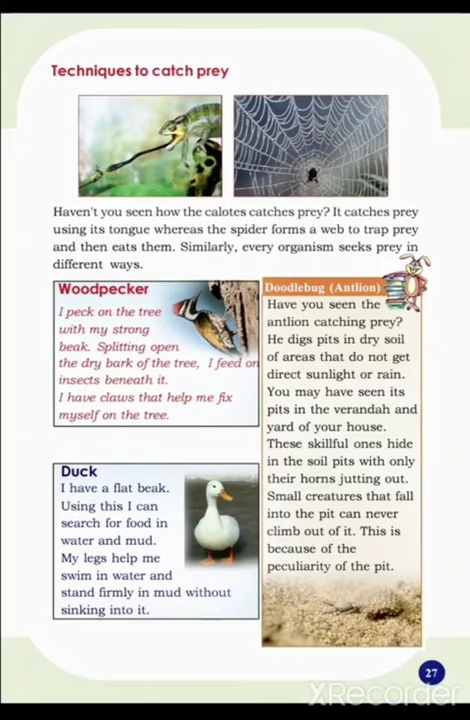 Techniques to catch prey
Haven't you seen how the calotes catches prey? It catches prey
using its tongue whereas the spider forms a web to trap prey
and then eats them. Similarly, every organism seeks prey in
different ways.
Woodpecker
I peck on the tree
with my strong
beak. Splitting open
the dry bark of the tree, I feed on
insects beneath it.
I have claws that help me fix
myself on the tree.
Duck
I have a flat beak.
Using this I can
search for food in
water and mud.
My legs help me
swim in water and
stand firmly in mud without
sinking into it.
Doodlebug (Antlion)
Have you seen the
antlion catching prey?
He digs pits in dry soil
of areas that do not get
direct sunlight or rain.
You may have seen its
pits in the verandah and
yard of your house.
These skillful ones hide
in the soil pits with only
their horns jutting out.
Small creatures that fall
into the pit can never
climb out of it. This is
because of the
peculiarity of the pit.
27
XRecorder